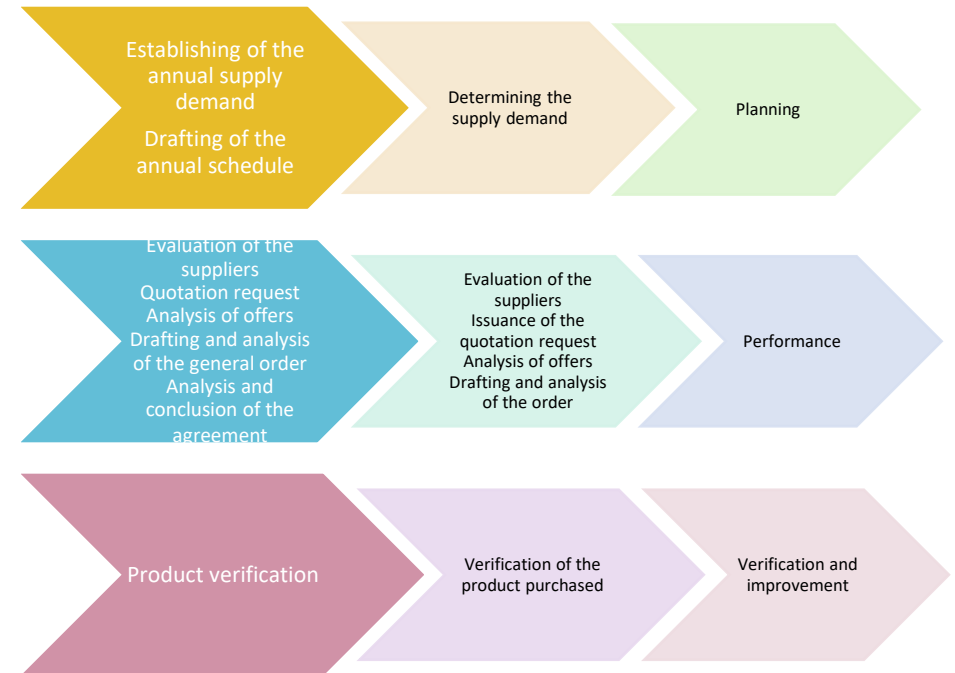 Establishing of the
annual supply
demand
Drafting of the
annual schedule
Determining the
supply demand
Planning
Evaluation of the
suppliers
Quotation request
Analysis of offers
Drafting and analysis
of the general order
Analysis and
conclusion of the
agreement
Evaluation of the
suppliers
Issuance of the
quotation request
Analysis of offers
Drafting and analysis
of the order
Performance
Product verification
Verification of the
product purchased
Verification and
improvement